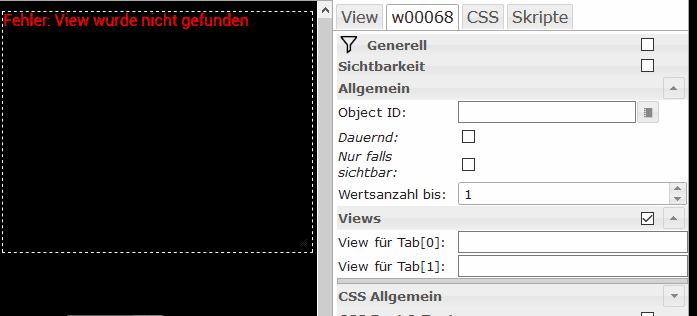 Fehler: View wurde nicht gefunden
View w00068 CSS Skripte
Generell
Sichtbarkeit
Allgemein
Object ID:
Dauernd:
Nur falls
sichtbar:
Wertsanzahl bis: 1
Views
View für Tab[0]:
View für Tab[1]:
CSS Allgemein